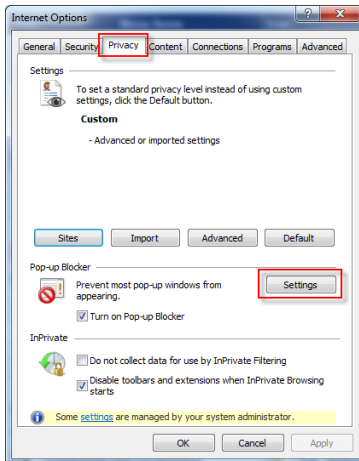 Internet Options
General Security Privacy Content Connections Programs Advanced
Settings
To set a standard privacy level instead of using custom
settings, click the Default button.
Custom
- Advanced or imported settings
Sites Import Advanced Default
Pop-up Blocker
Prevent most pop-up windows from
appearing.
Settings
Turn on Pop-up Blocker
InPrivate
Do not collect data for use by InPrivate Filtering
Disable toolbars and extensions when InPrivate Browsing
starts
Some settings are managed by your system administrator.
OK Cancel Apply